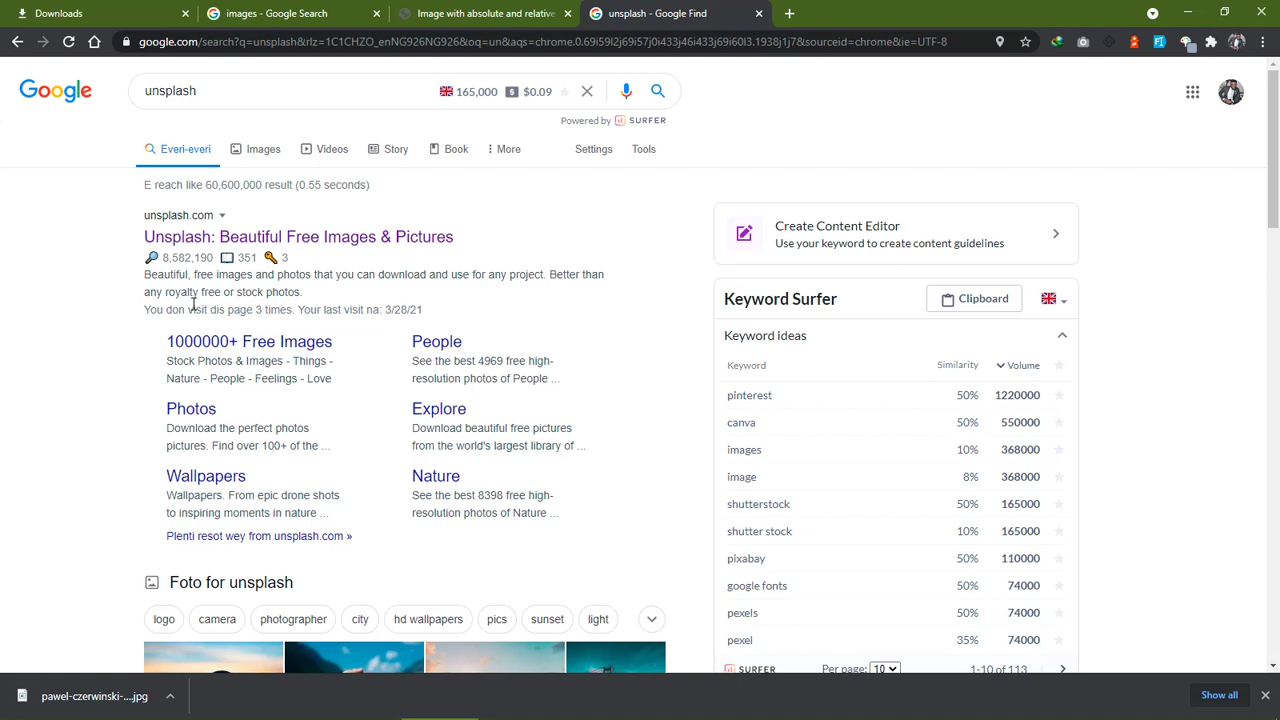 Downloads
images - Google Search
Image with absolute and relative
unsplash - Google Find
google.com/search?q=unsplash&rlz=1C1CHZO_enNG926NG926&oq=un&aqs=chrome.0.69i59l2j69i57j0i433j46i433j46i433j69i60l3.1938j1j7&sourceid=chrome&ie=UTF-8
Google
unsplash
165,000
$0.09
Powered by SURFER
Everi-everi
Images
Videos
Story
Book
More
Settings
Tools
E reach like 60,600,000 result (0.55 seconds)
unsplash.com
Unsplash: Beautiful Free Images & Pictures
8,582,190 351 3
Beautiful, free images and photos that you can download and use for any project. Better than
any royalty free or stock photos.
You don visit dis page 3 times. Your last visit na: 3/28/21
1000000+ Free Images
Stock Photos & Images - Things -
Nature - People - Feelings - Love
People
See the best 4969 free high-
resolution photos of People ...
Photos
Download the perfect photos
pictures. Find over 100+ of the ...
Explore
Download beautiful free pictures
from the world's largest library of ...
Wallpapers
Wallpapers. From epic drone shots
to inspiring moments in nature ...
Nature
See the best 8398 free high-
resolution photos of Nature ...
Plenti resot wey from unsplash.com »
Foto for unsplash
logo
camera
photographer
city
hd wallpapers
pics
sunset
light
Create Content Editor
Use your keyword to create content guidelines
Keyword Surfer
Clipboard
Keyword ideas
Keyword Similarity Volume
pinterest 50% 1220000
canva 50% 550000
images 10% 368000
image 8% 368000
shutterstock 50% 165000
shutter stock 10% 165000
pixabay 50% 110000
google fonts 50% 74000
pexels 50% 74000
pexel 35% 74000
SURFER
Per page: 10
1-10 of 113
pawel-czerwinski-....jpg
Show all